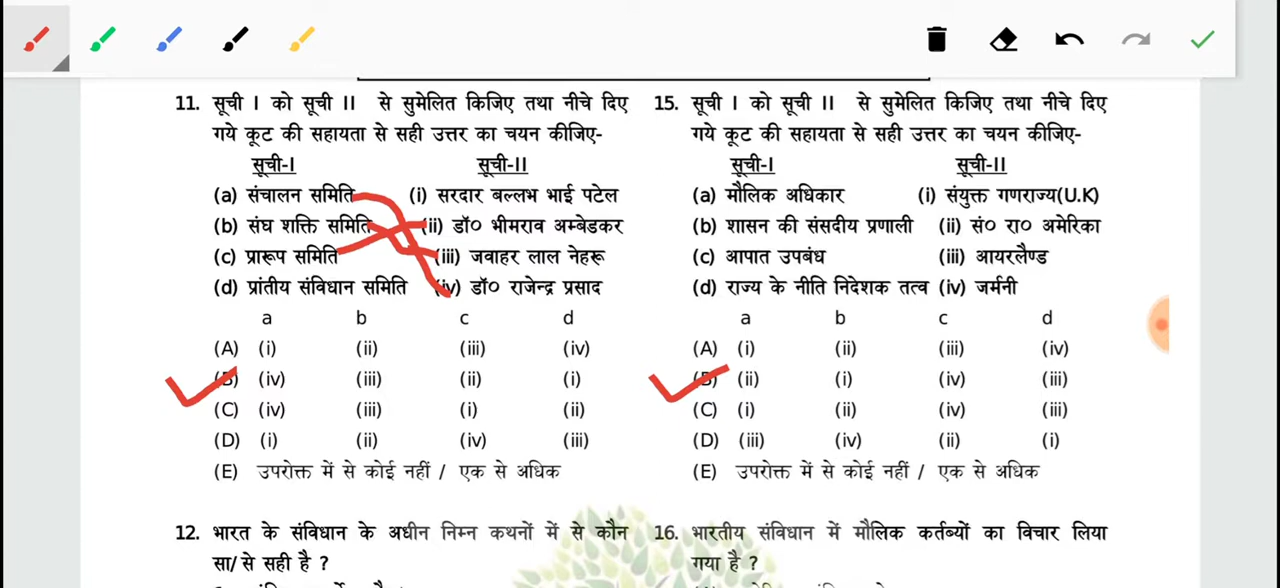 11. सूची I को सूची II से सुमेलित किजिए तथा नीचे दिए
गये कूट की सहायता से सही उत्तर का चयन कीजिए-
सूची-I सूची-II
(a) संचालन समिति (i) सरदार बल्लभ भाई पटेल
(b) संघ शक्ति समिति (ii) डॉ० भीमराव अम्बेडकर
(c) प्रारूप समिति (iii) जवाहर लाल नेहरू
(d) प्रांतीय संविधान समिति (iv) डॉ० राजेन्द्र प्रसाद
a b c d
(A) (i) (ii) (iii) (iv)
(B) (iv) (iii) (ii) (i)
(C) (iv) (iii) (i) (ii)
(D) (i) (ii) (iv) (iii)
(E) उपरोक्त में से कोई नहीं / एक से अधिक
12. भारत के संविधान के अधीन निम्न कथनों में से कौन
सा/से सही है ?
15. सूची I को सूची II से सुमेलित किजिए तथा नीचे दिए
गये कूट की सहायता से सही उत्तर का चयन कीजिए-
सूची-I सूची-II
(a) मौलिक अधिकार (i) संयुक्त गणराज्य(U.K)
(b) शासन की संसदीय प्रणाली (ii) सं० रा० अमेरिका
(c) आपात उपबंध (iii) आयरलैण्ड
(d) राज्य के नीति निदेशक तत्व (iv) जर्मनी
a b c d
(A) (i) (ii) (iii) (iv)
(B) (ii) (i) (iv) (iii)
(C) (i) (ii) (iv) (iii)
(D) (iii) (iv) (ii) (i)
(E) उपरोक्त में से कोई नहीं / एक से अधिक
16. भारतीय संविधान में मौलिक कर्तब्यों का विचार लिया
गया है ?